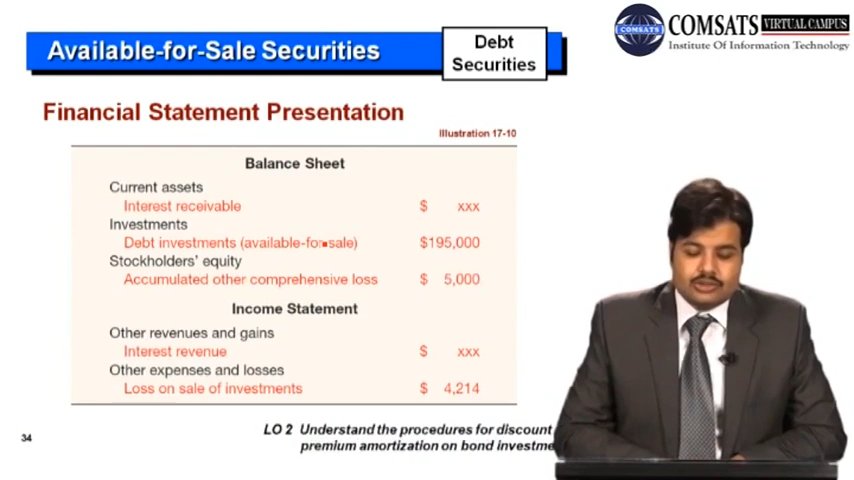 Available-for-Sale Securities
Debt
Securities
COMSATS
COMSATS VIRTUAL CAMPUS
Institute Of Information Technology
Financial Statement Presentation
Illustration 17-10
Balance Sheet
Current assets
Interest receivable $ xxx
Investments
Debt investments (available-for-sale) $195,000
Stockholders' equity
Accumulated other comprehensive loss $ 5,000
Income Statement
Other revenues and gains
Interest revenue $ xxx
Other expenses and losses
Loss on sale of investments $ 4,214
34
LO 2 Understand the procedures for discount
premium amortization on bond investme